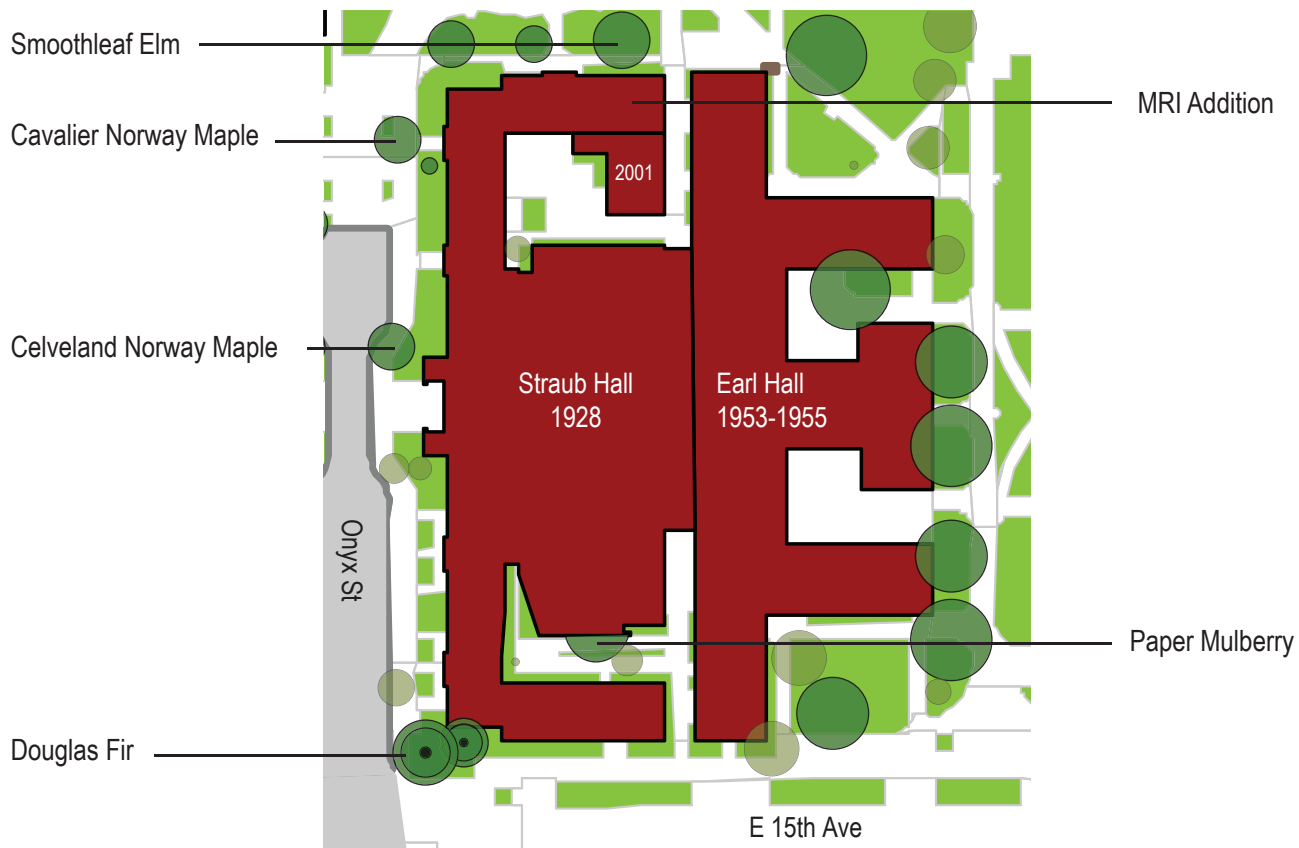 Smoothleaf Elm
MRI Addition
Cavalier Norway Maple
2001
Celveland Norway Maple
Straub Hall
1928
Earl Hall
1953-1955
Onyx St
Paper Mulberry
Douglas Fir
E 15th Ave